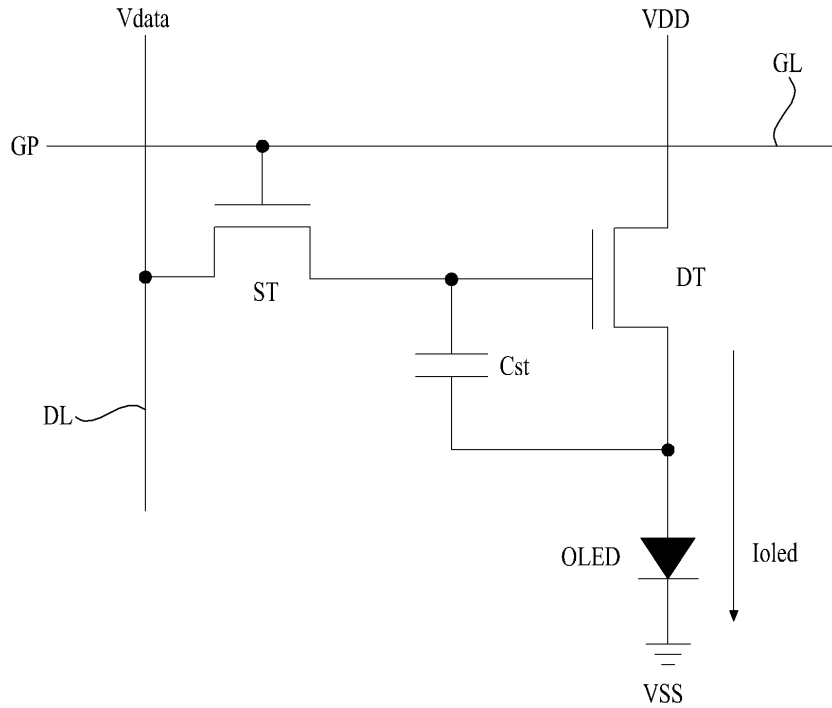 Vdata
VDD
GL
GP
DT
ST
Cst
DL
OLED
Ioled
VSS